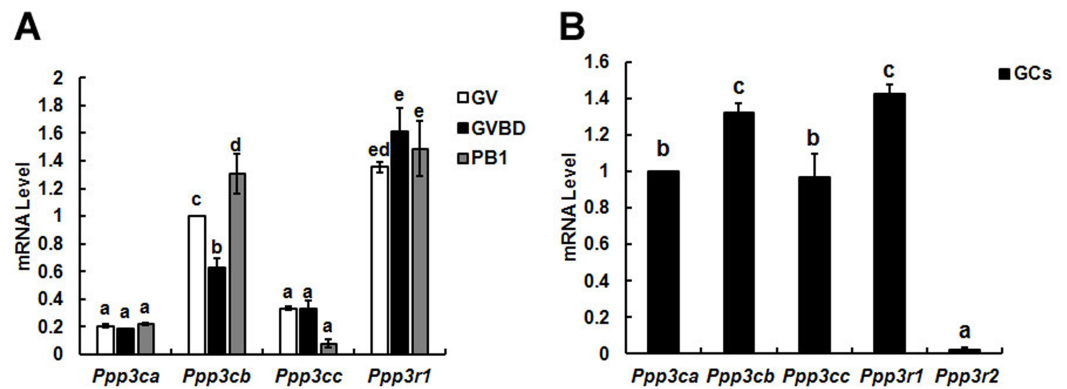 A
mRNA Level
2
1.8
1.6
1.4
1.2
1
0.8
0.6
0.4
0.2
0
a a a
c b d
a a a
ed e e
Ppp3ca Ppp3cb Ppp3cc Ppp3r1
GV
GVBD
PB1
B
mRNA Level
1.6
1.4
1.2
1
0.8
0.6
0.4
0.2
0
b c b c a
Ppp3ca Ppp3cb Ppp3cc Ppp3r1 Ppp3r2
GCs